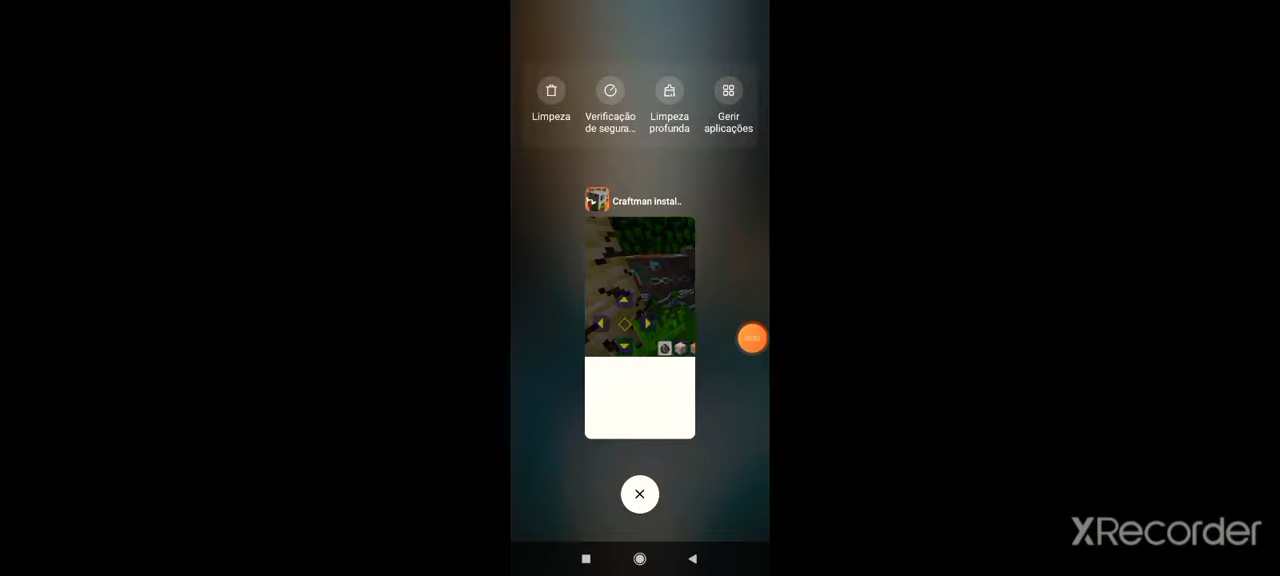 Limpeza
Verificação
de segura...
Limpeza
profunda
Gerir
aplicações
Craftman instal..
XRecorder